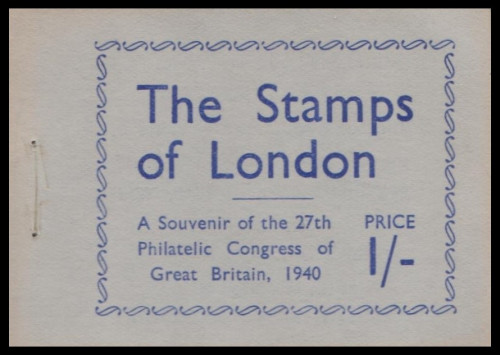 The Stamps
of London
A Souvenir of the 27th
Philatelic Congress of
Great Britain, 1940
PRICE
1/-